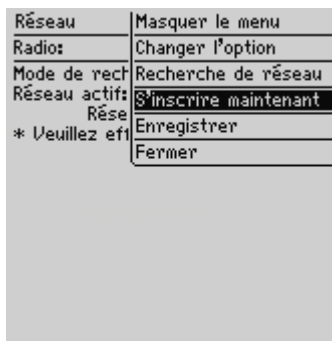 Réseau
Radio:
Mode de rech
Réseau actif:
Rése
* Veuillez eff
Masquer le menu
Changer l'option
Recherche de réseau
S'inscrire maintenant
Enregistrer
Fermer